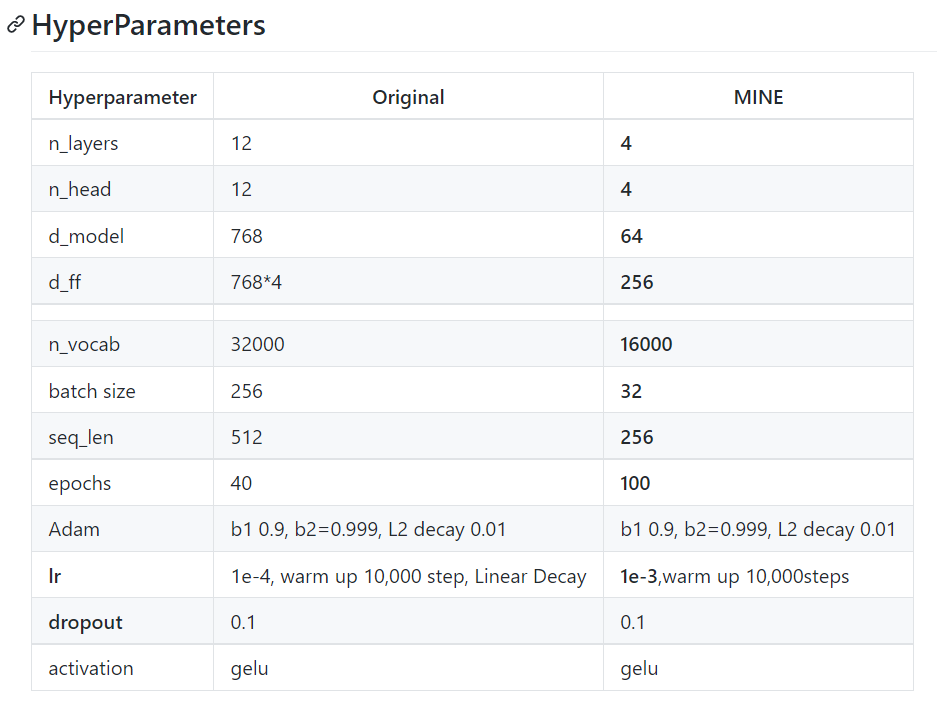 HyperParameters
Hyperparameter Original MINE
n_layers 12 4
n_head 12 4
d_model 768 64
d_ff 768*4 256
n_vocab 32000 16000
batch size 256 32
seq_len 512 256
epochs 40 100
Adam b1 0.9, b2=0.999, L2 decay 0.01 b1 0.9, b2=0.999, L2 decay 0.01
lr 1e-4, warm up 10,000 step, Linear Decay 1e-3,warm up 10,000steps
dropout 0.1 0.1
activation gelu gelu